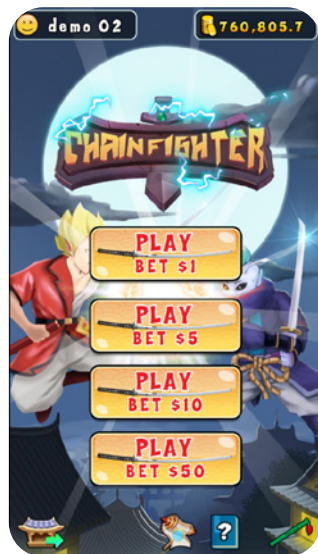 demo 02
760,805.7
CHAINFIGHTER
PLAY
BET $1
PLAY
BET $5
PLAY
BET $10
PLAY
BET $50
?